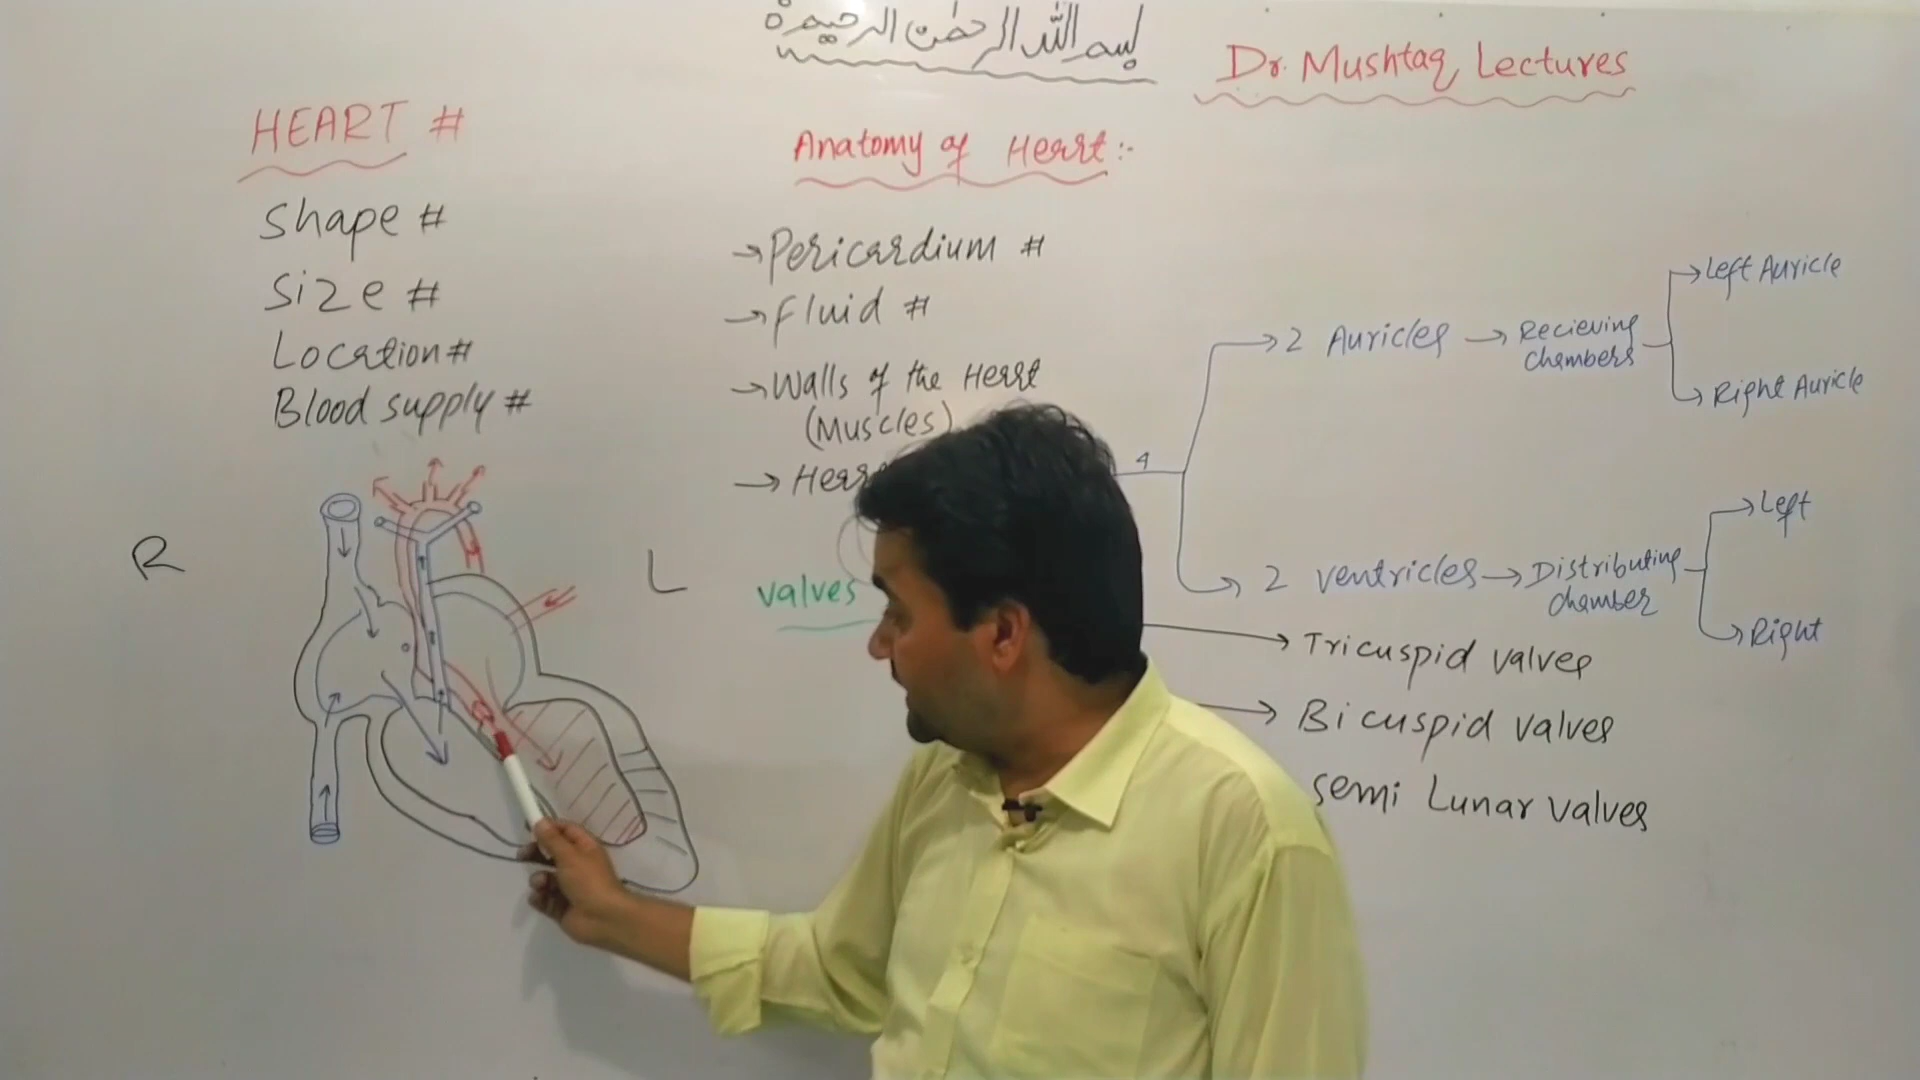 بسم الله الرحمٰن الرحيم
Dr. Mushtaq Lectures
HEART #
Shape #
Size #
Location #
Blood supply #
R
L
Anatomy of Heart :-
→ Pericardium #
→ Fluid #
→ Walls of the Heart
(Muscles)
→ Hear
4
→ 2 Auricles → Recieving
chambers
→ Left Auricle
→ Right Auricle
→ 2 ventricles → Distributing
chamber
→ Left
→ Right
valves
→ Tricuspid valves
→ Bicuspid valves
Semi Lunar valves